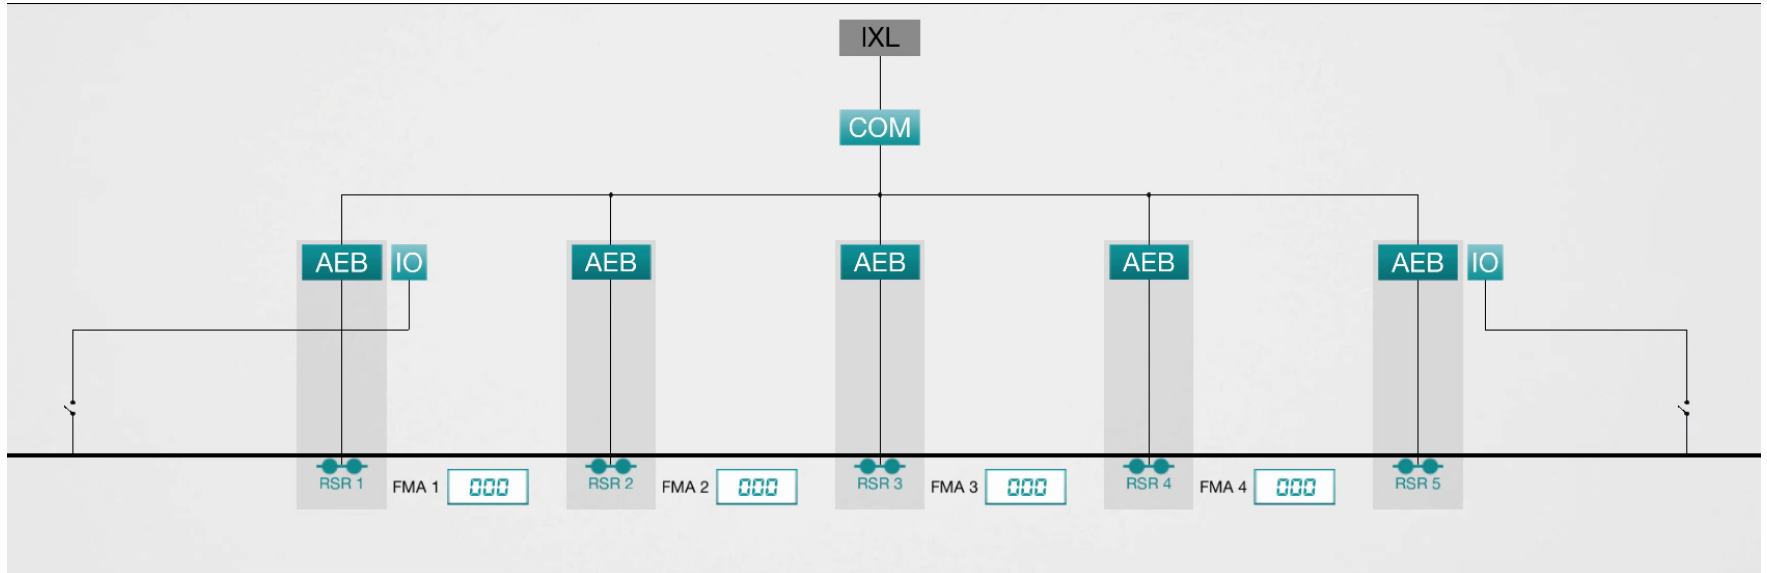 IXL
COM
AEB IO AEB AEB AEB AEB IO
RSR 1 RSR 2 RSR 3 RSR 4 RSR 5
FMA 1 000 FMA 2 000 FMA 3 000 FMA 4 000